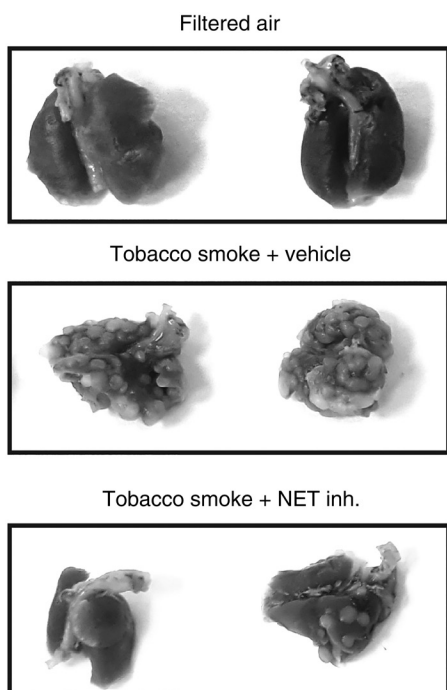 Filtered air
Tobacco smoke + vehicle
Tobacco smoke + NET inh.